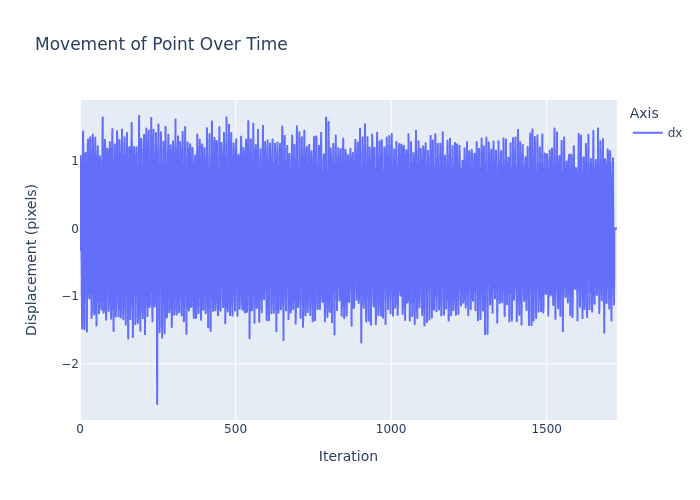 Movement of Point Over Time
Axis
dx
Displacement (pixels)
1
0
−1
−2
0
500
1000
1500
Iteration